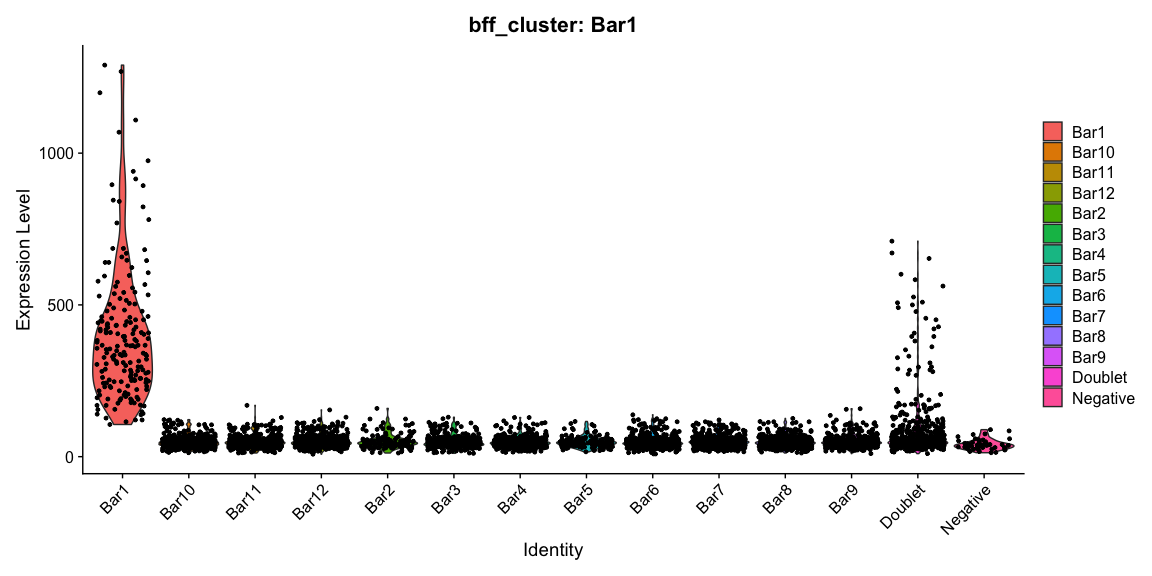 bff_cluster: Bar1
Expression Level
1000
500
0
Bar1
Bar10
Bar11
Bar12
Bar2
Bar3
Bar4
Bar5
Bar6
Bar7
Bar8
Bar9
Doublet
Negative
Identity
Bar1
Bar10
Bar11
Bar12
Bar2
Bar3
Bar4
Bar5
Bar6
Bar7
Bar8
Bar9
Doublet
Negative